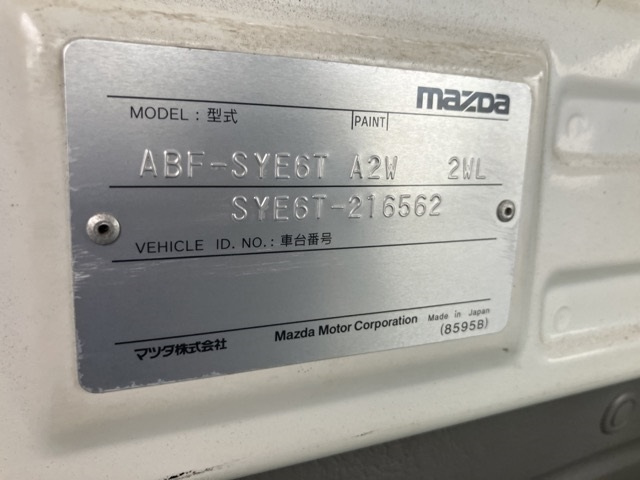 mazda
MODEL : 型式 PAINT
ABF-SYE6T A2W 2WL
SYE6T-216562
VEHICLE ID. NO. : 車台番号
マツダ株式会社 Mazda Motor Corporation Made in Japan
(8595B)